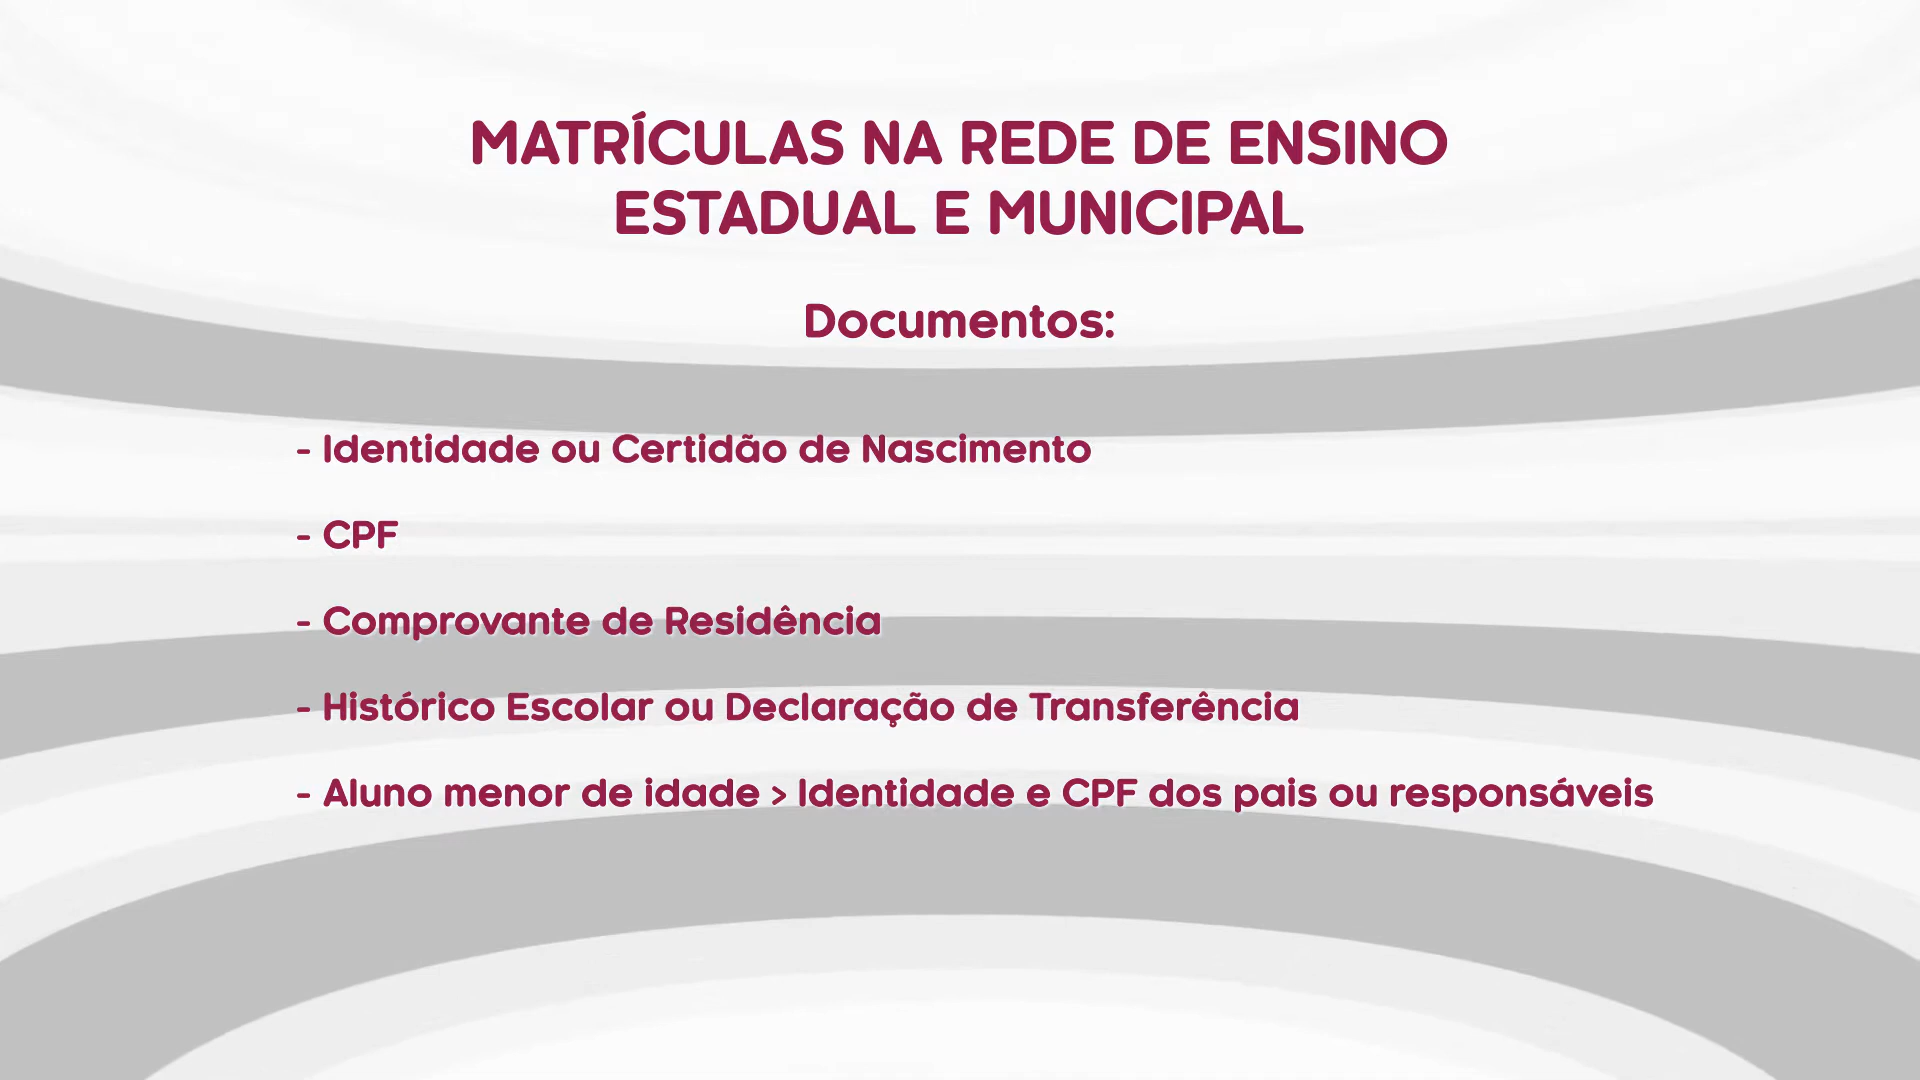 MATRÍCULAS NA REDE DE ENSINO
ESTADUAL E MUNICIPAL
Documentos:
- Identidade ou Certidão de Nascimento
- CPF
- Comprovante de Residência
- Histórico Escolar ou Declaração de Transferência
- Aluno menor de idade > Identidade e CPF dos pais ou responsáveis